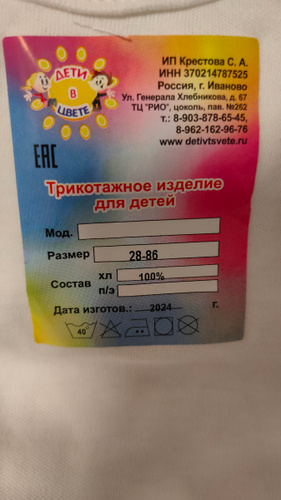 ДЕТИ
В
ЦВЕТЕ
ИП Крестова С. А.
ИНН 370214787525
Россия, г. Иваново
Ул. Генерала Хлебникова, д. 67
ТЦ "РИО", цоколь, пав. №262
т.: 8-903-878-65-45,
8-962-162-96-76
www.detivtsvete.ru
ЕАС
Трикотажное изделие
для детей
Мод.
Размер 28-86
Состав хл 100%
п/э
Дата изготов.: 2024 г.
40